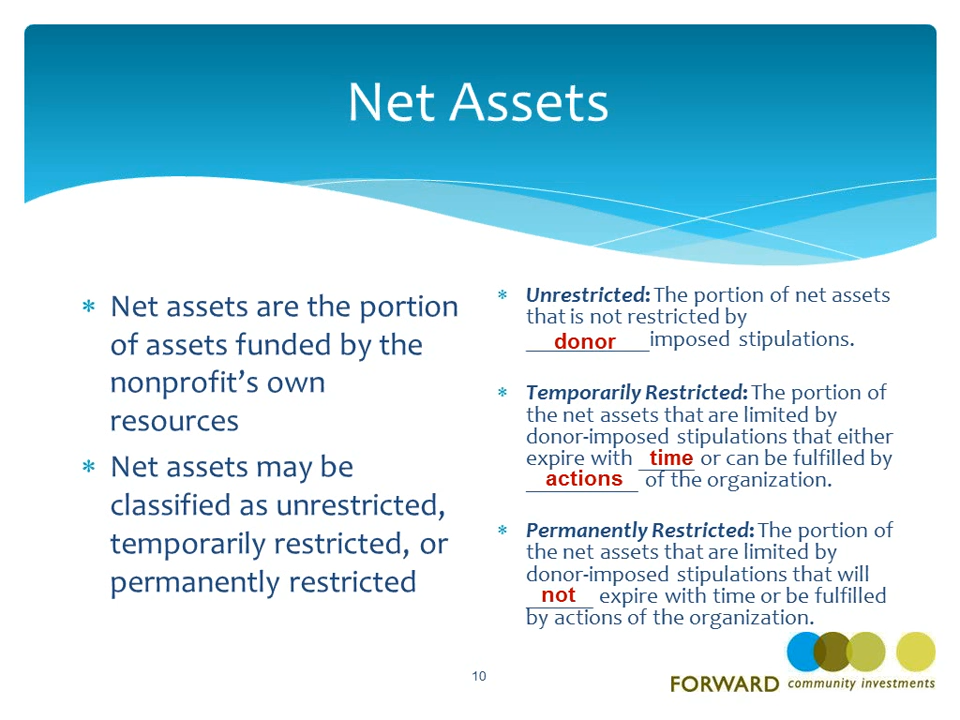 Net Assets
* Net assets are the portion
of assets funded by the
nonprofit’s own
resources
* Net assets may be
classified as unrestricted,
temporarily restricted, or
permanently restricted
* Unrestricted: The portion of net assets
that is not restricted by
donor imposed stipulations.
* Temporarily Restricted: The portion of
the net assets that are limited by
donor-imposed stipulations that either
expire with time or can be fulfilled by
actions of the organization.
* Permanently Restricted: The portion of
the net assets that are limited by
donor-imposed stipulations that will
not expire with time or be fulfilled
by actions of the organization.
10
FORWARD community investments